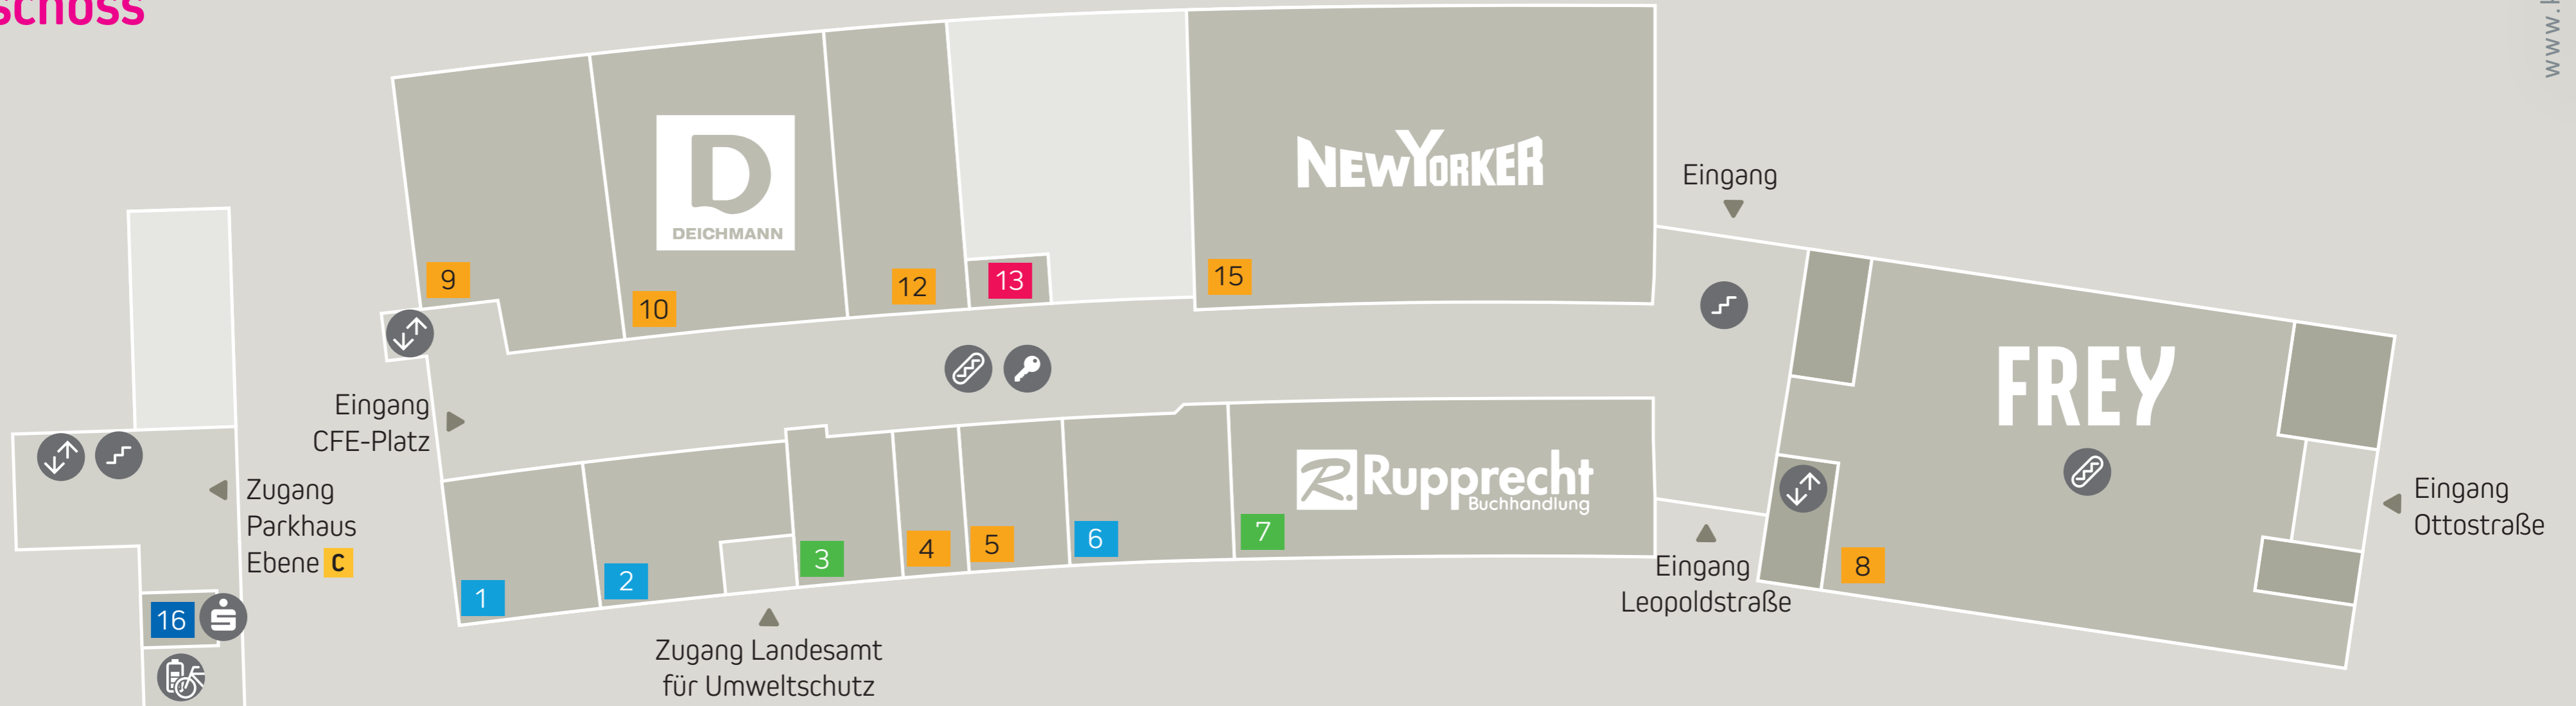 schoss
www.
D
DEICHMANN
NEWYORKER
Eingang
9
10
12
13
15
Eingang
CFE-Platz
FREY
Zugang
Parkhaus
Ebene C
R. Rupprecht
Buchhandlung
Eingang
Ottostraße
1
2
3
4
5
6
7
8
16
Eingang
Leopoldstraße
Zugang Landesamt
für Umweltschutz